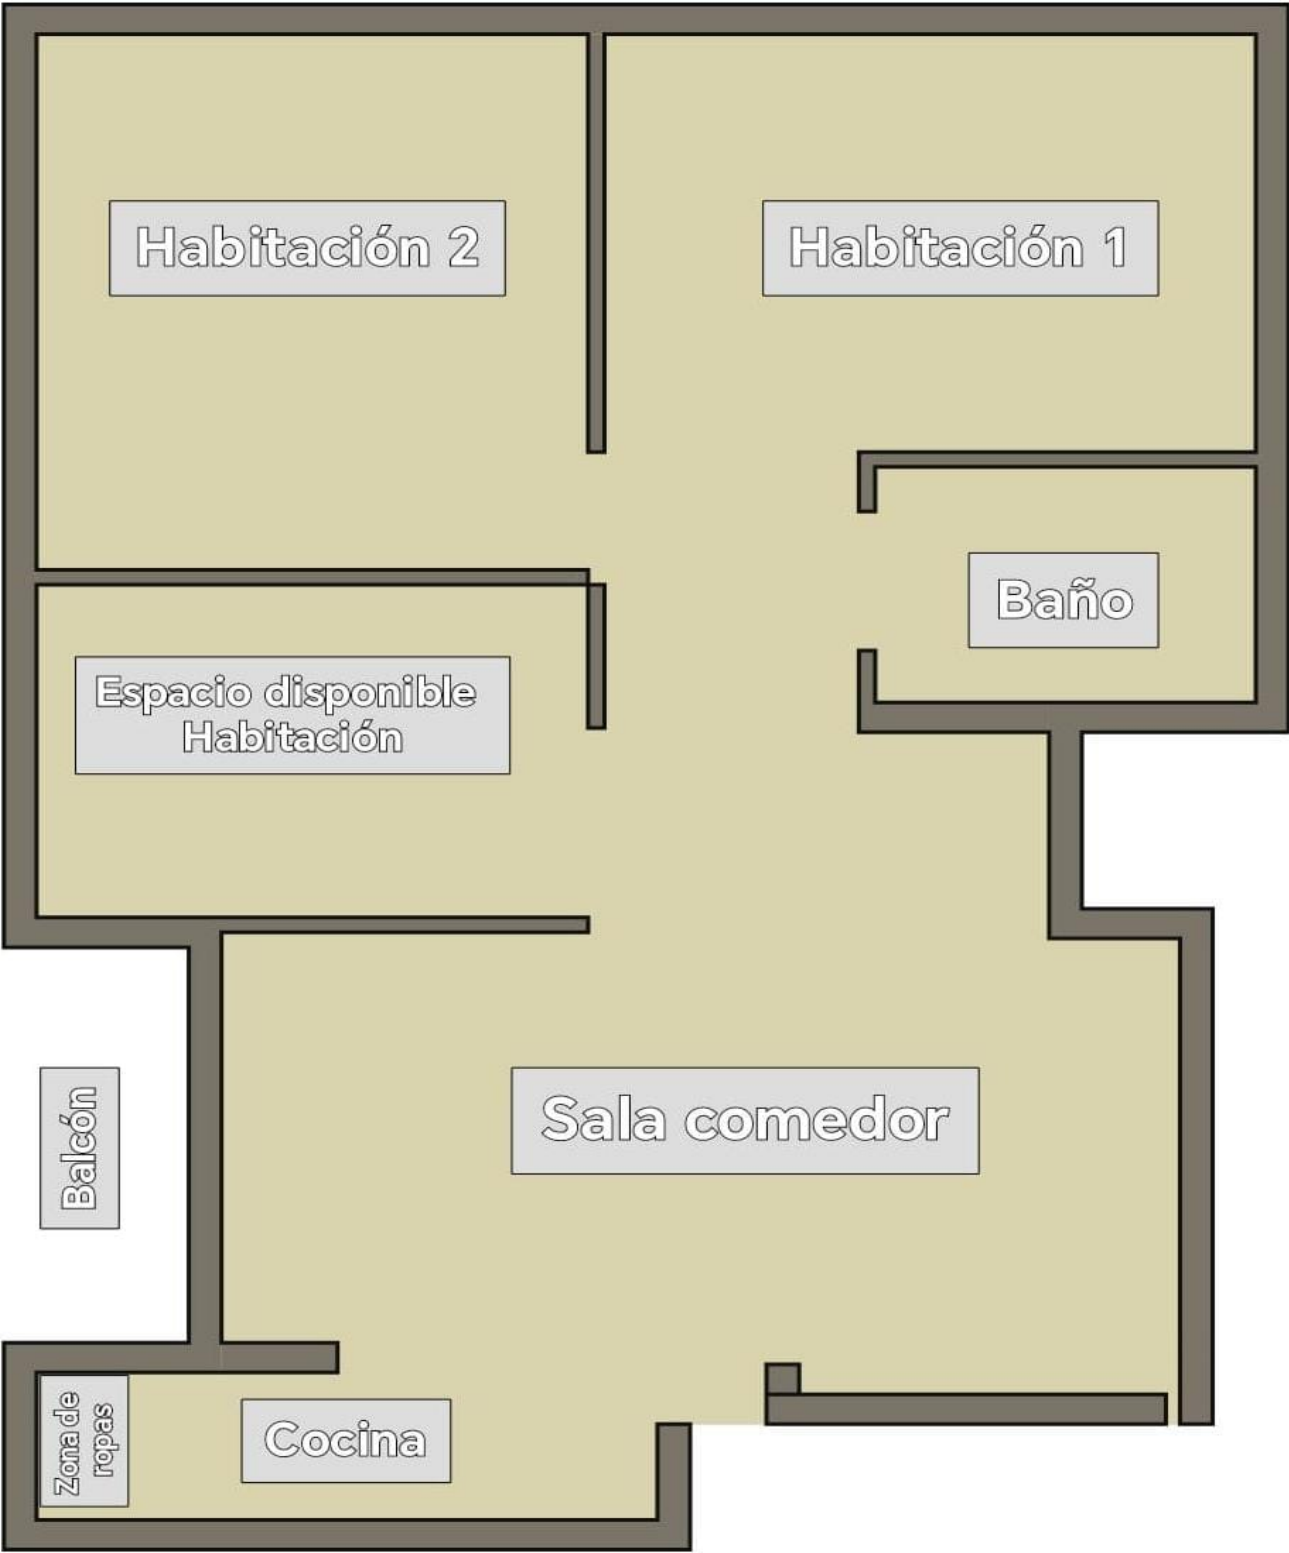 Habitación 2
Habitación 1
Baño
Espacio disponible
Habitación
Sala comedor
Balcón
Zona de
ropas
Cocina